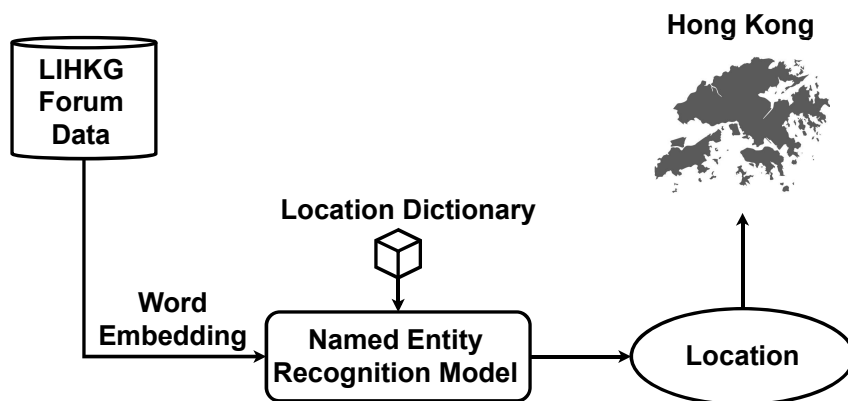 Hong Kong
LIHKG
Forum
Data
Location Dictionary
Word
Embedding
Named Entity
Recognition Model
Location